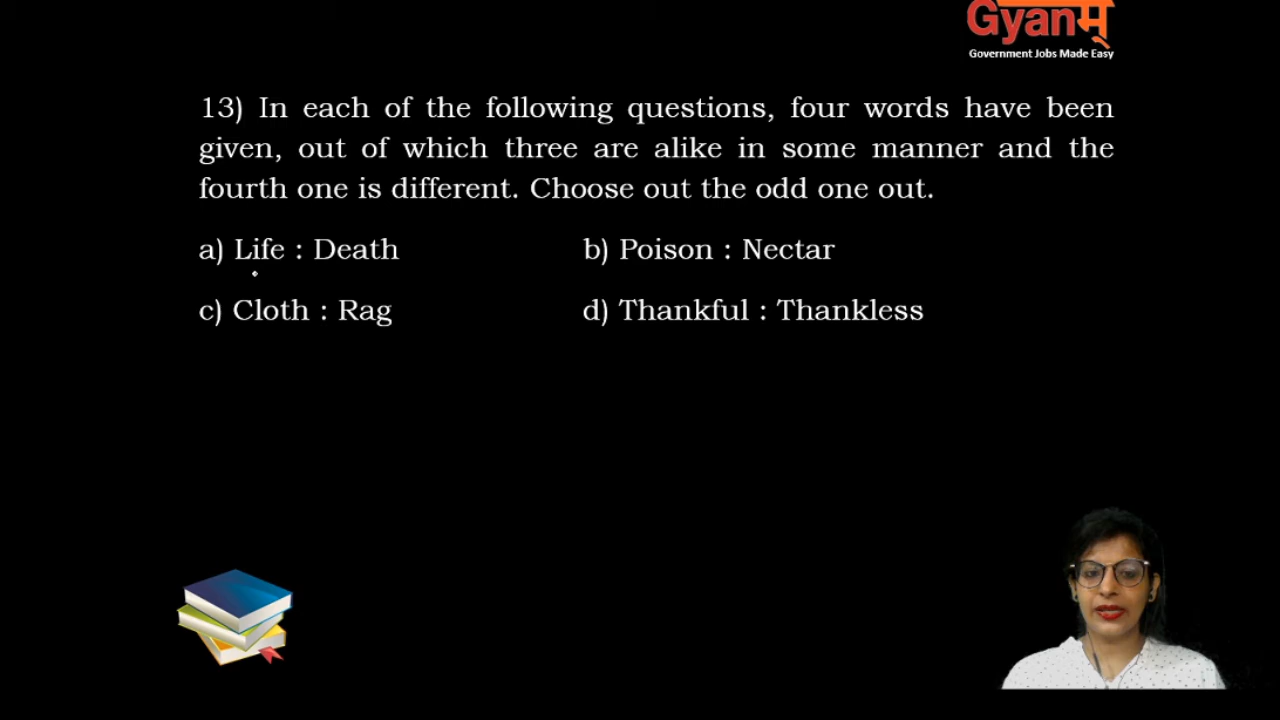 Gyanम्
Government Jobs Made Easy
13) In each of the following questions, four words have been
given, out of which three are alike in some manner and the
fourth one is different. Choose out the odd one out.
a) Life : Death b) Poison : Nectar
c) Cloth : Rag d) Thankful : Thankless